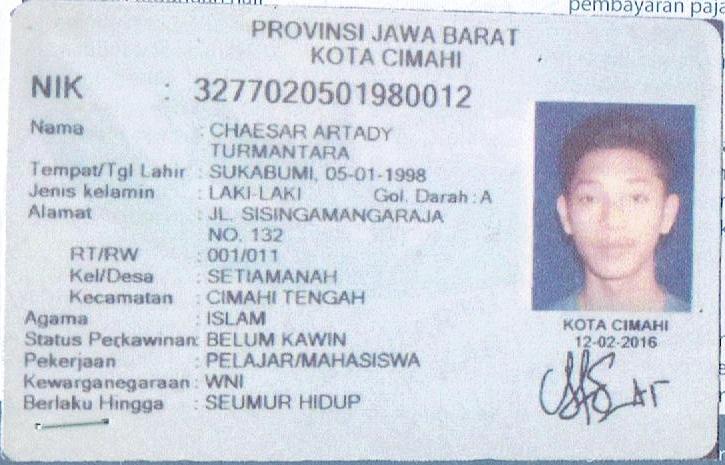 pembayaran paja
PROVINSI JAWA BARAT
KOTA CIMAHI
NIK : 3277020501980012
Nama : CHAESAR ARTADY
TURMANTARA
Tempat/Tgl Lahir : SUKABUMI, 05-01-1998
Jenis kelamin : LAKI-LAKI Gol. Darah : A
Alamat : JL. SISINGAMANGARAJA
NO. 132
RT/RW : 001/011
Kel/Desa : SETIAMANAH
Kecamatan : CIMAHI TENGAH
Agama : ISLAM
Status Perkawinan: BELUM KAWIN
Pekerjaan : PELAJAR/MAHASISWA
Kewarganegaraan : WNI
Berlaku Hingga : SEUMUR HIDUP
KOTA CIMAHI
12-02-2016